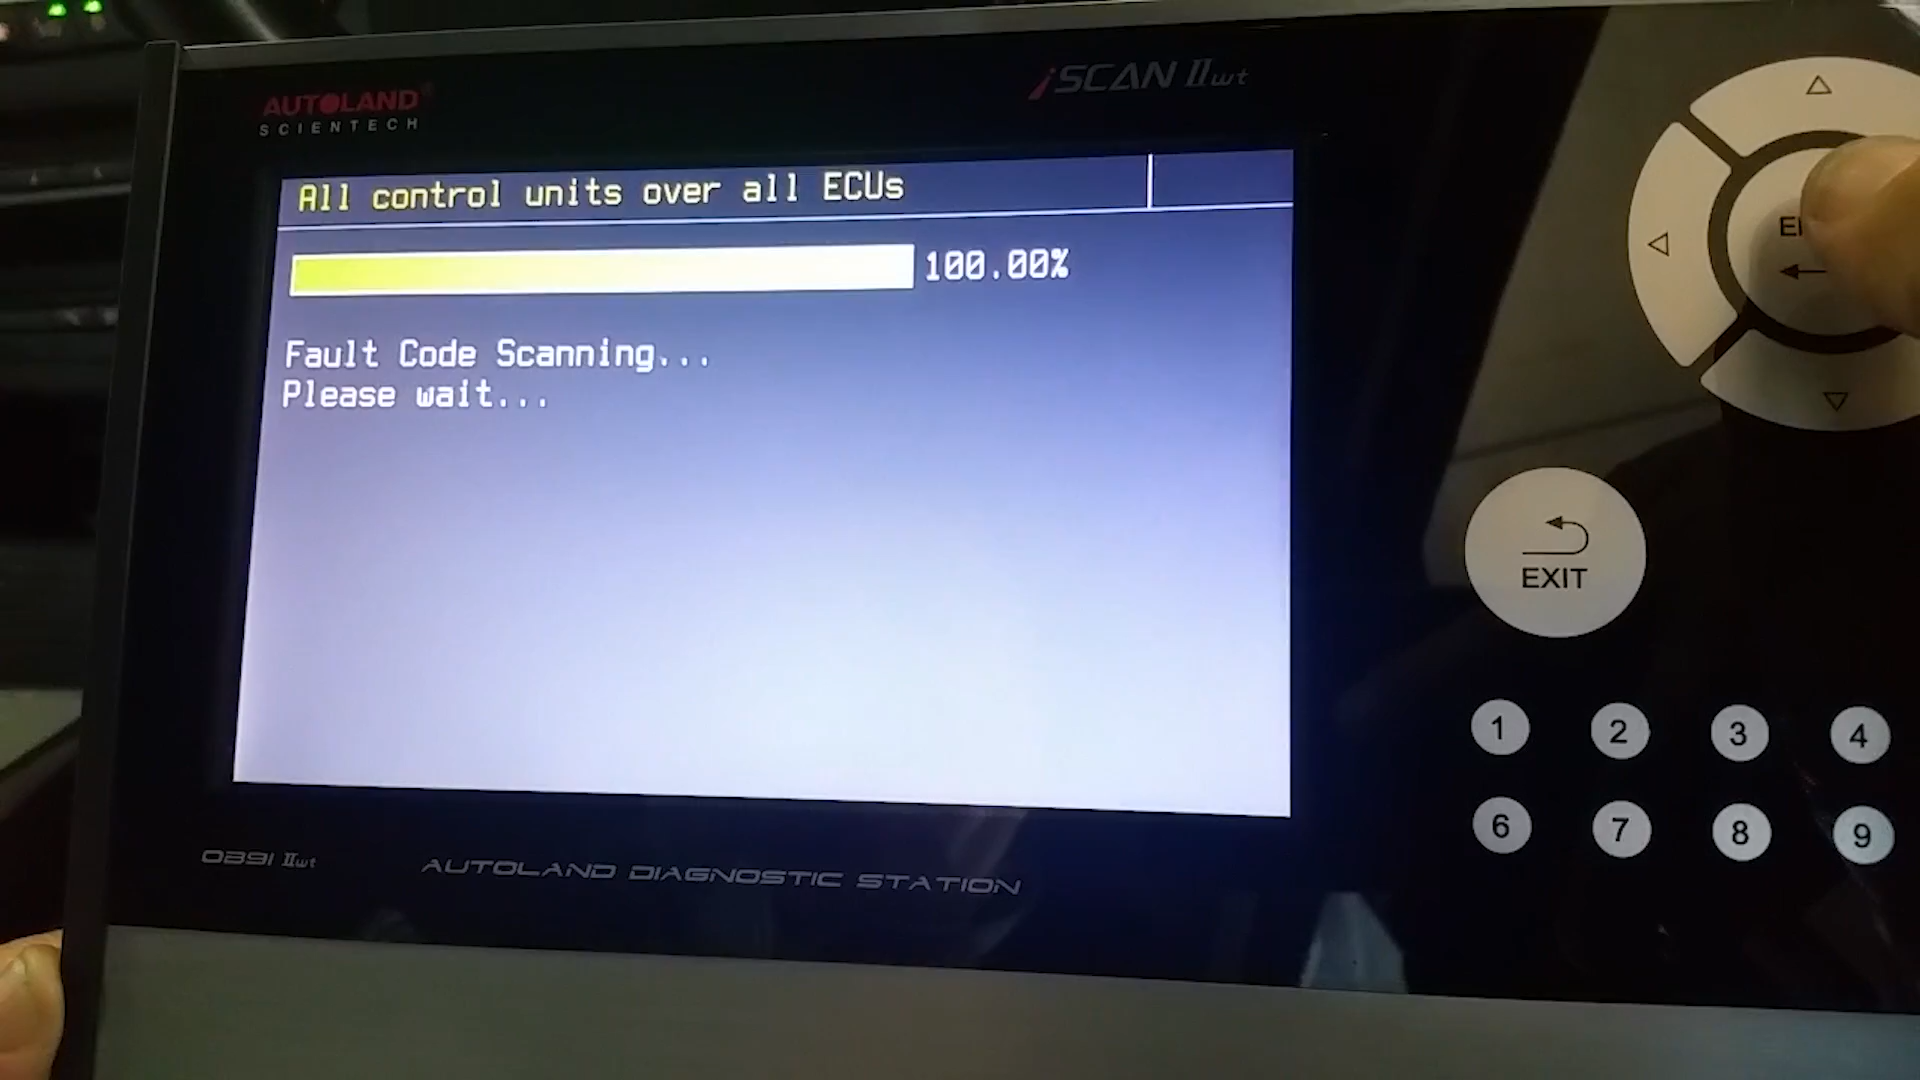 AUTOLAND
SCIENTECH
iSCAN IIwt
All control units over all ECUs
100.00%
Fault Code Scanning...
Please wait...
EXIT
1 2 3 4
6 7 8 9
OB91 IIwt
AUTOLAND DIAGNOSTIC STATION